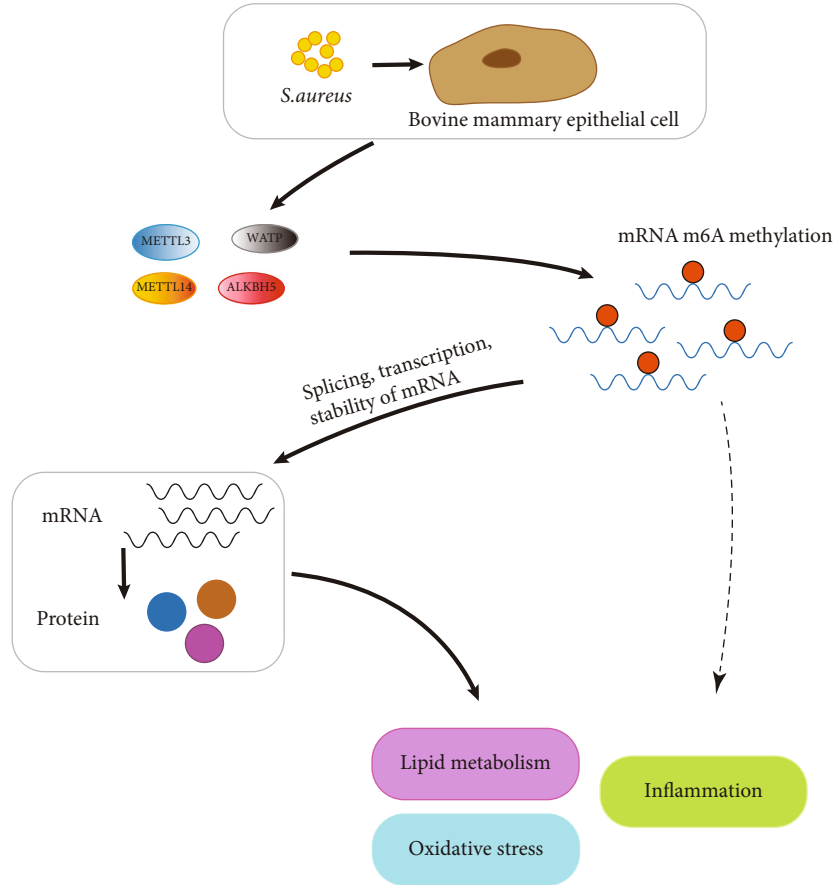 S.aureus
Bovine mammary epithelial cell
METTL3
WATP
METTL14
ALKBH5
mRNA m6A methylation
Splicing, transcription,
stability of mRNA
mRNA
Protein
Lipid metabolism
Inflammation
Oxidative stress